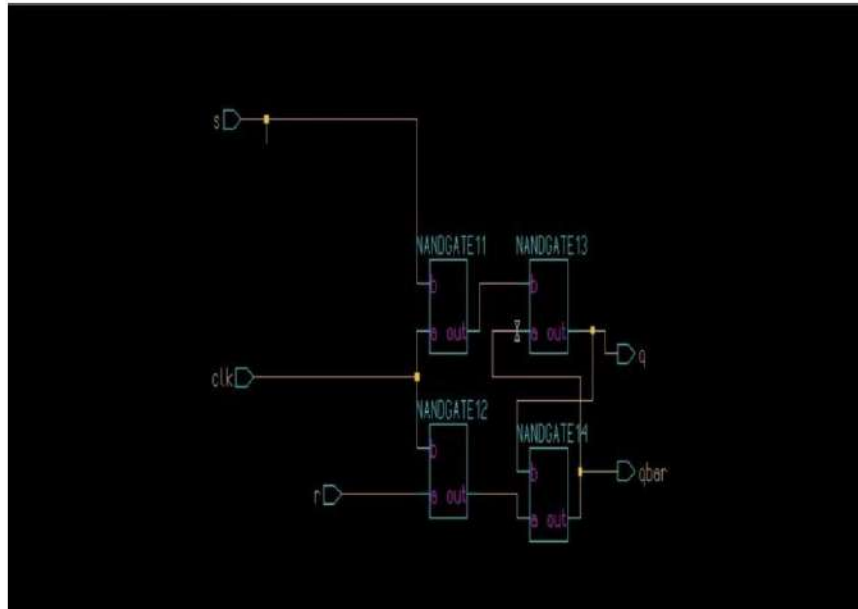 s
NANDGATE11 NANDGATE13
b b
a out a out
q
clk
NANDGATE12 NANDGATE14
b b
qbar
r a out
a out